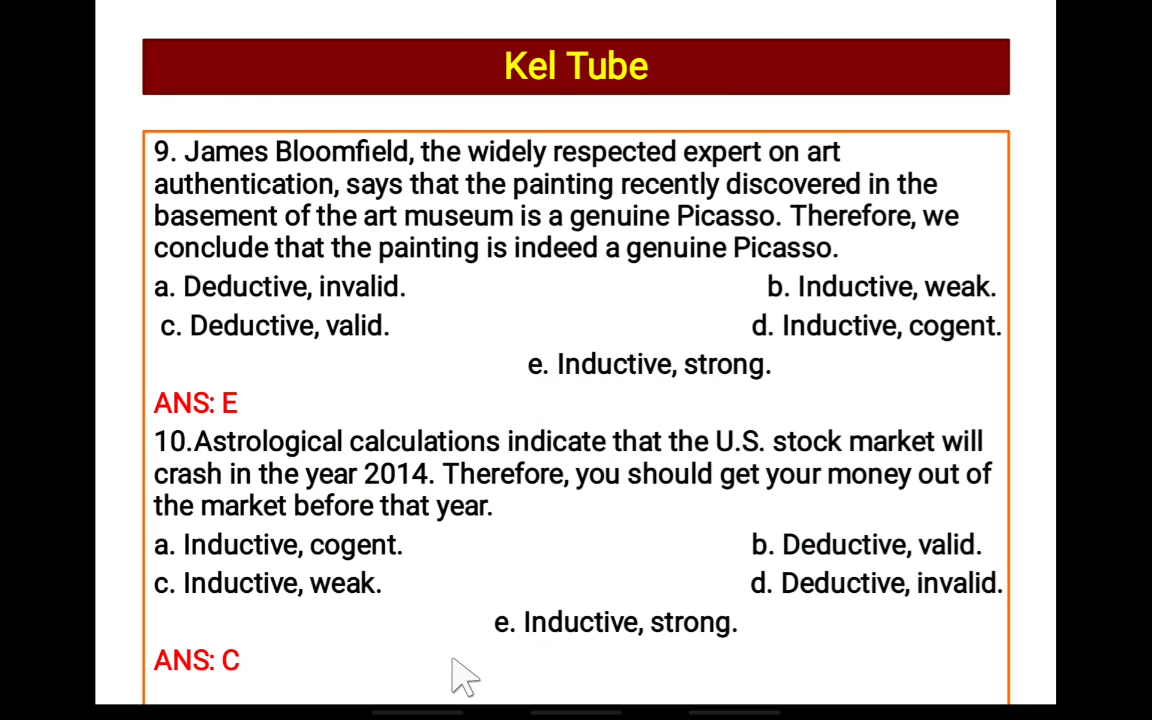 Kel Tube
9. James Bloomfield, the widely respected expert on art
authentication, says that the painting recently discovered in the
basement of the art museum is a genuine Picasso. Therefore, we
conclude that the painting is indeed a genuine Picasso.
a. Deductive, invalid. b. Inductive, weak.
c. Deductive, valid. d. Inductive, cogent.
e. Inductive, strong.
ANS: E
10.Astrological calculations indicate that the U.S. stock market will
crash in the year 2014. Therefore, you should get your money out of
the market before that year.
a. Inductive, cogent. b. Deductive, valid.
c. Inductive, weak. d. Deductive, invalid.
e. Inductive, strong.
ANS: C